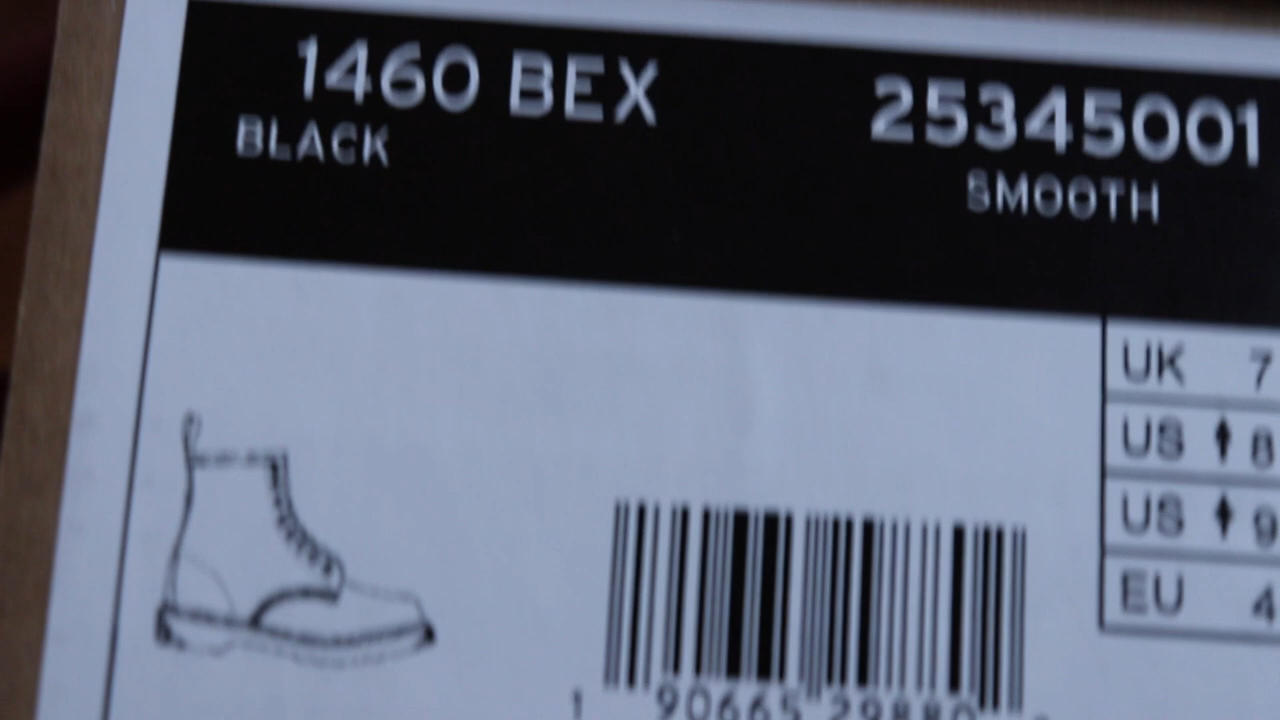 1460 BEX
BLACK
25345001
SMOOTH
UK 7
US 8
US 9
EU 4
1 90665 29880